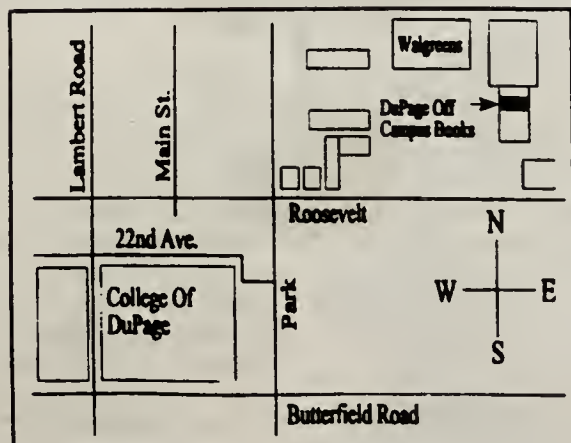 Lambert Road
Main St.
Walgreens
DuPage Off
Campus Books
Roosevelt
22nd Ave.
College Of
DuPage
Park
N
W E
S
Butterfield Road